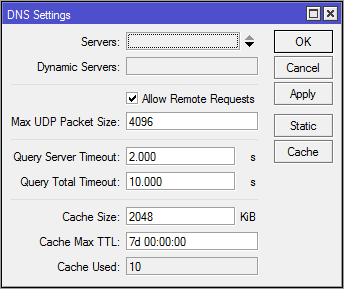 DNS Settings
Servers:
OK
Dynamic Servers:
Cancel
Allow Remote Requests
Apply
Max UDP Packet Size: 4096
Static
Query Server Timeout: 2.000 s
Cache
Query Total Timeout: 10.000 s
Cache Size: 2048 KiB
Cache Max TTL: 7d 00:00:00
Cache Used: 10